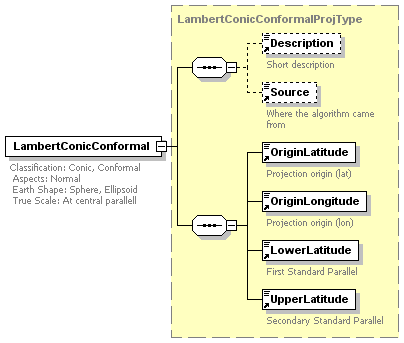 LambertConicConformalProjType
Description
Short description
Source
Where the algorithm came
from
LambertConicConformal
Classification: Conic, Conformal
Aspects: Normal
Earth Shape: Sphere, Ellipsoid
True Scale: At central parallell
OriginLatitude
Projection origin (lat)
OriginLongitude
Projection origin (lon)
LowerLatitude
First Standard Parallel
UpperLatitude
Secondary Standard Parallel